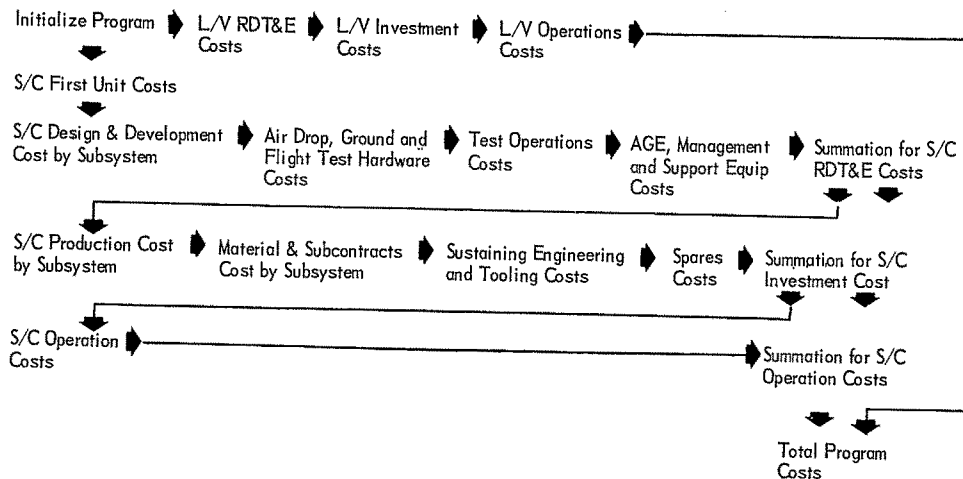 Initialize Program
L/V RDT&E
Costs
L/V Investment
Costs
L/V Operations
Costs
S/C First Unit Costs
S/C Design & Development
Cost by Subsystem
Air Drop, Ground and
Flight Test Hardware
Costs
Test Operations
Costs
AGE, Management
and Support Equip
Costs
Summation for S/C
RDT&E Costs
S/C Production Cost
by Subsystem
Material & Subcontracts
Cost by Subsystem
Sustaining Engineering
and Tooling Costs
Spares
Costs
Summation for S/C
Investment Cost
S/C Operation
Costs
Summation for S/C
Operation Costs
Total Program
Costs